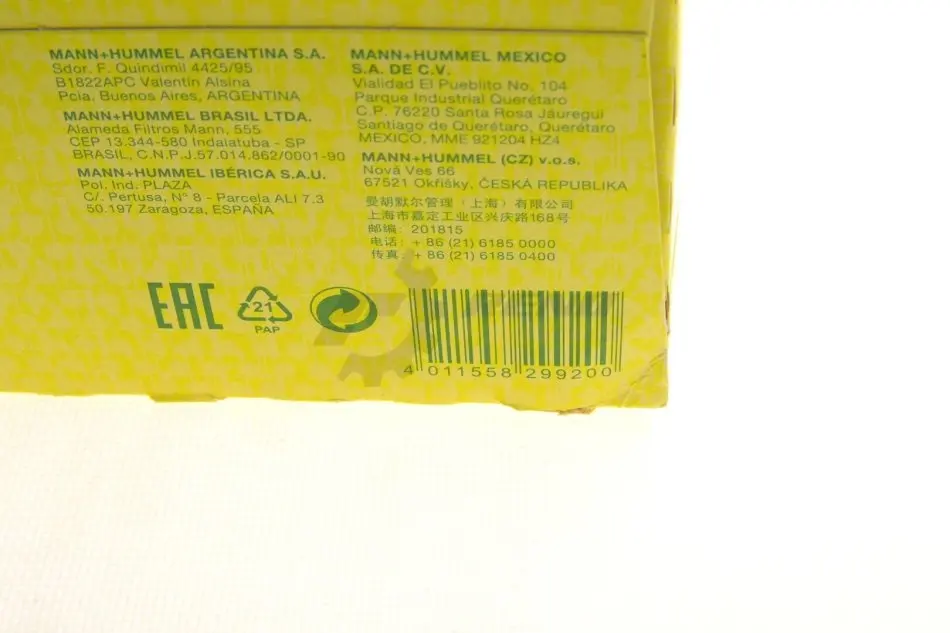 MANN+HUMMEL ARGENTINA S.A.
Sdor. F. Quindimil 4425/95
B1822APC Valentin Alsina
Pcia. Buenos Aires, ARGENTINA
MANN+HUMMEL BRASIL LTDA.
Alameda Filtros Mann, 555
CEP 13.344-580 Indaiatuba - SP
BRASIL, C.N.P.J.57.014.862/0001-90
MANN+HUMMEL IBÉRICA S.A.U.
Pol. Ind. PLAZA
C/. Pertusa, N° 8 - Parcela ALI 7.3
50.197 Zaragoza, ESPAÑA
MANN+HUMMEL MEXICO
S.A. DE C.V.
Vialidad El Pueblito No. 104
Parque Industrial Querétaro
C.P. 76220 Santa Rosa Jáuregui
Santiago de Querétaro, Querétaro
MEXICO, MME 921204 HZ4
MANN+HUMMEL (CZ) v.o.s.
Nová Ves 66
67521 Okříšky, ČESKÁ REPUBLIKA
曼胡默尔管理（上海）有限公司
上海市嘉定工业区兴庆路168号
邮编: 201815
电话: + 86 (21) 6185 0000
传真: + 86 (21) 6185 0400
EAC
21
PAP
4 011558 299200